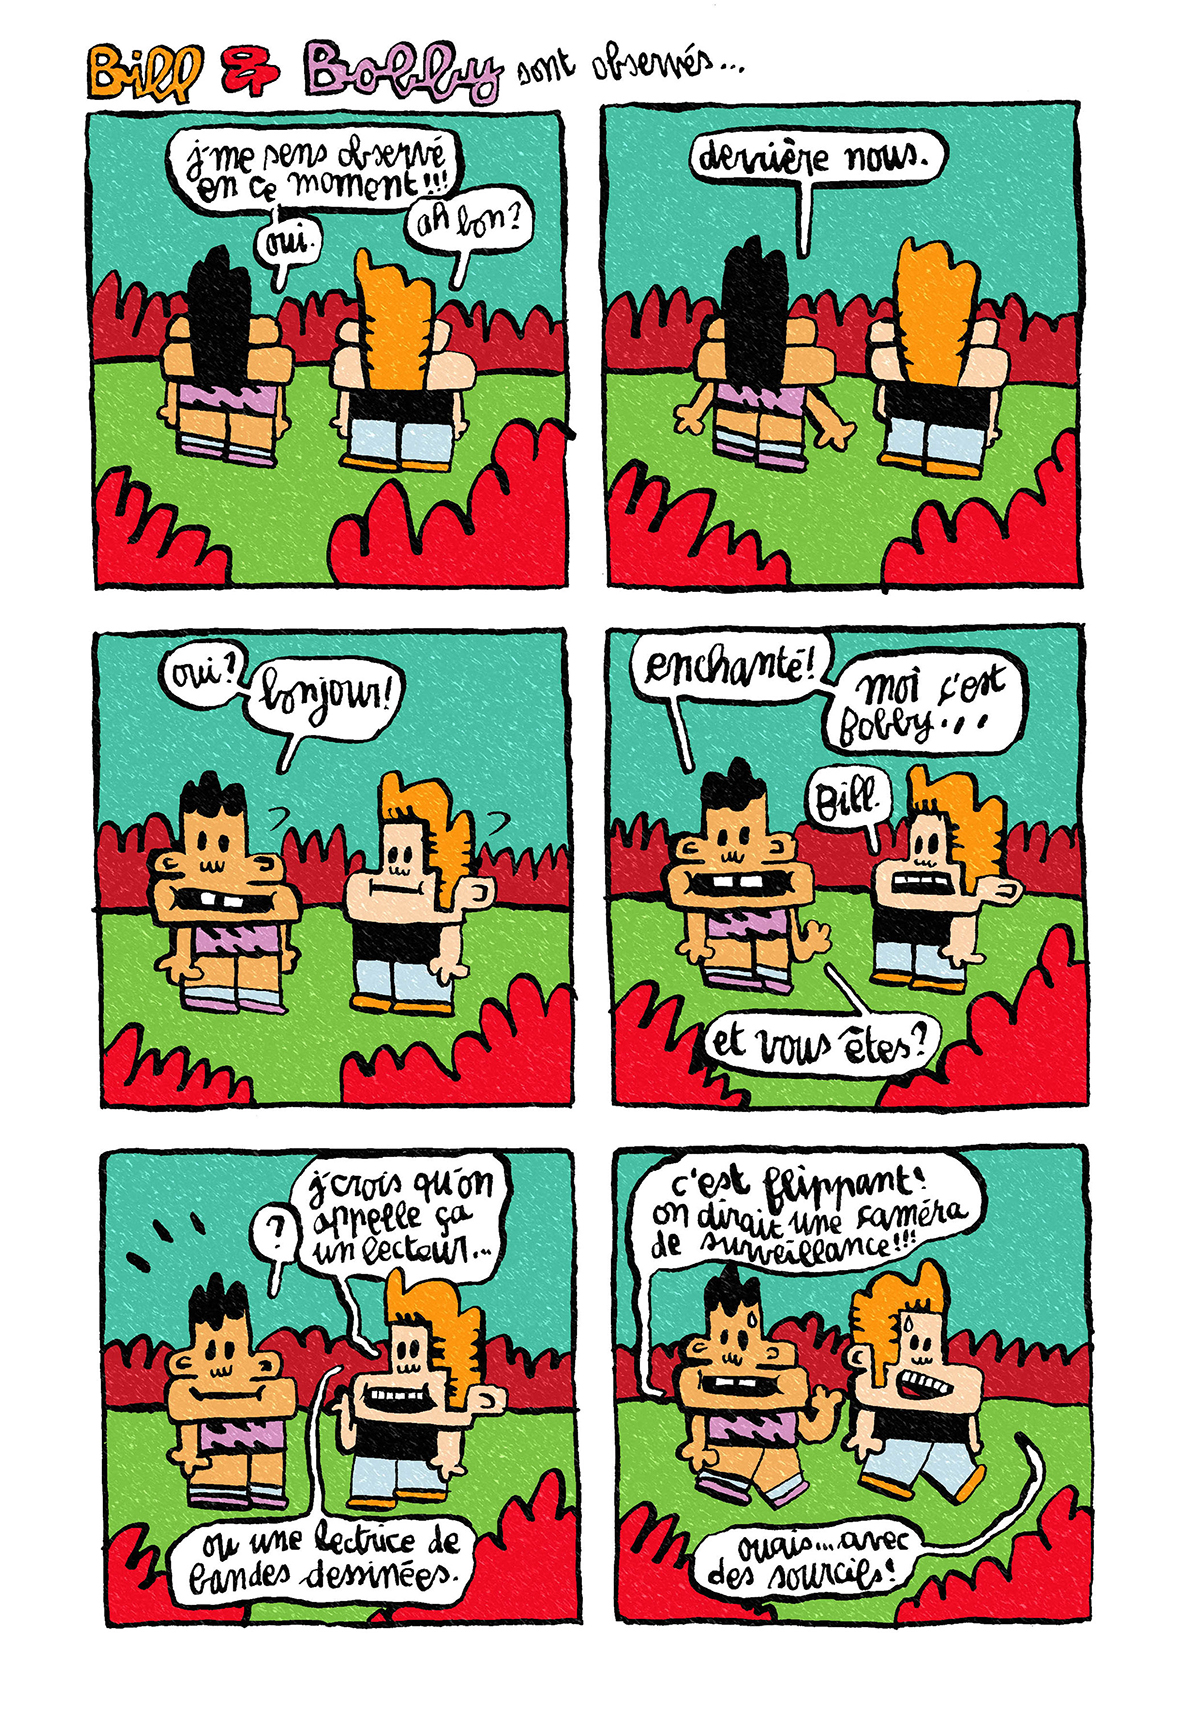 Bill & Bobby sont observés...
j'me sens observé
en ce moment!!!
ah bon?
oui.
derrière nous.
oui?
bonjour!
enchanté!
moi c'est
Bobby...
Bill.
et vous êtes?
?
j'crois qu'on
appelle ça
un lecteur...
ou une lectrice de
bandes dessinées.
c'est flippant!
on dirait une caméra
de surveillance!!!
ouais... avec
des sourcils!